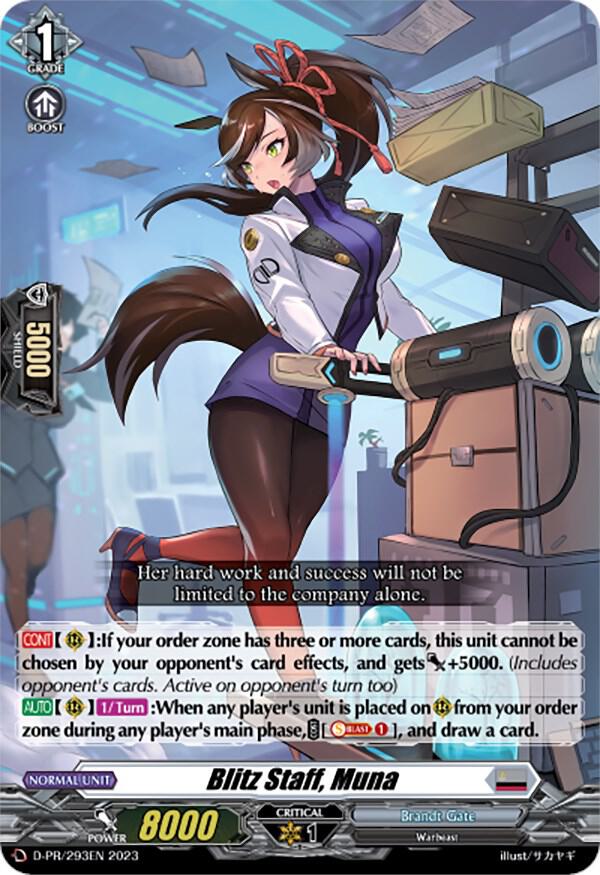 1
GRADE
BOOST
5000
SHIELD
Her hard work and success will not be
limited to the company alone.
CONT【 】:If your order zone has three or more cards, this unit cannot be
chosen by your opponent's card effects, and gets +5000. (Includes
opponent's cards. Active on opponent's turn too)
AUTO【 】1/Turn :When any player's unit is placed on from your order
zone during any player's main phase, [ S BLAST 1 ], and draw a card.
NORMAL UNIT
Blitz Staff, Muna
POWER 8000
CRITICAL
1
Brandt Gate
Warbeast
D-PR/293EN 2023
illust/サカヤギ